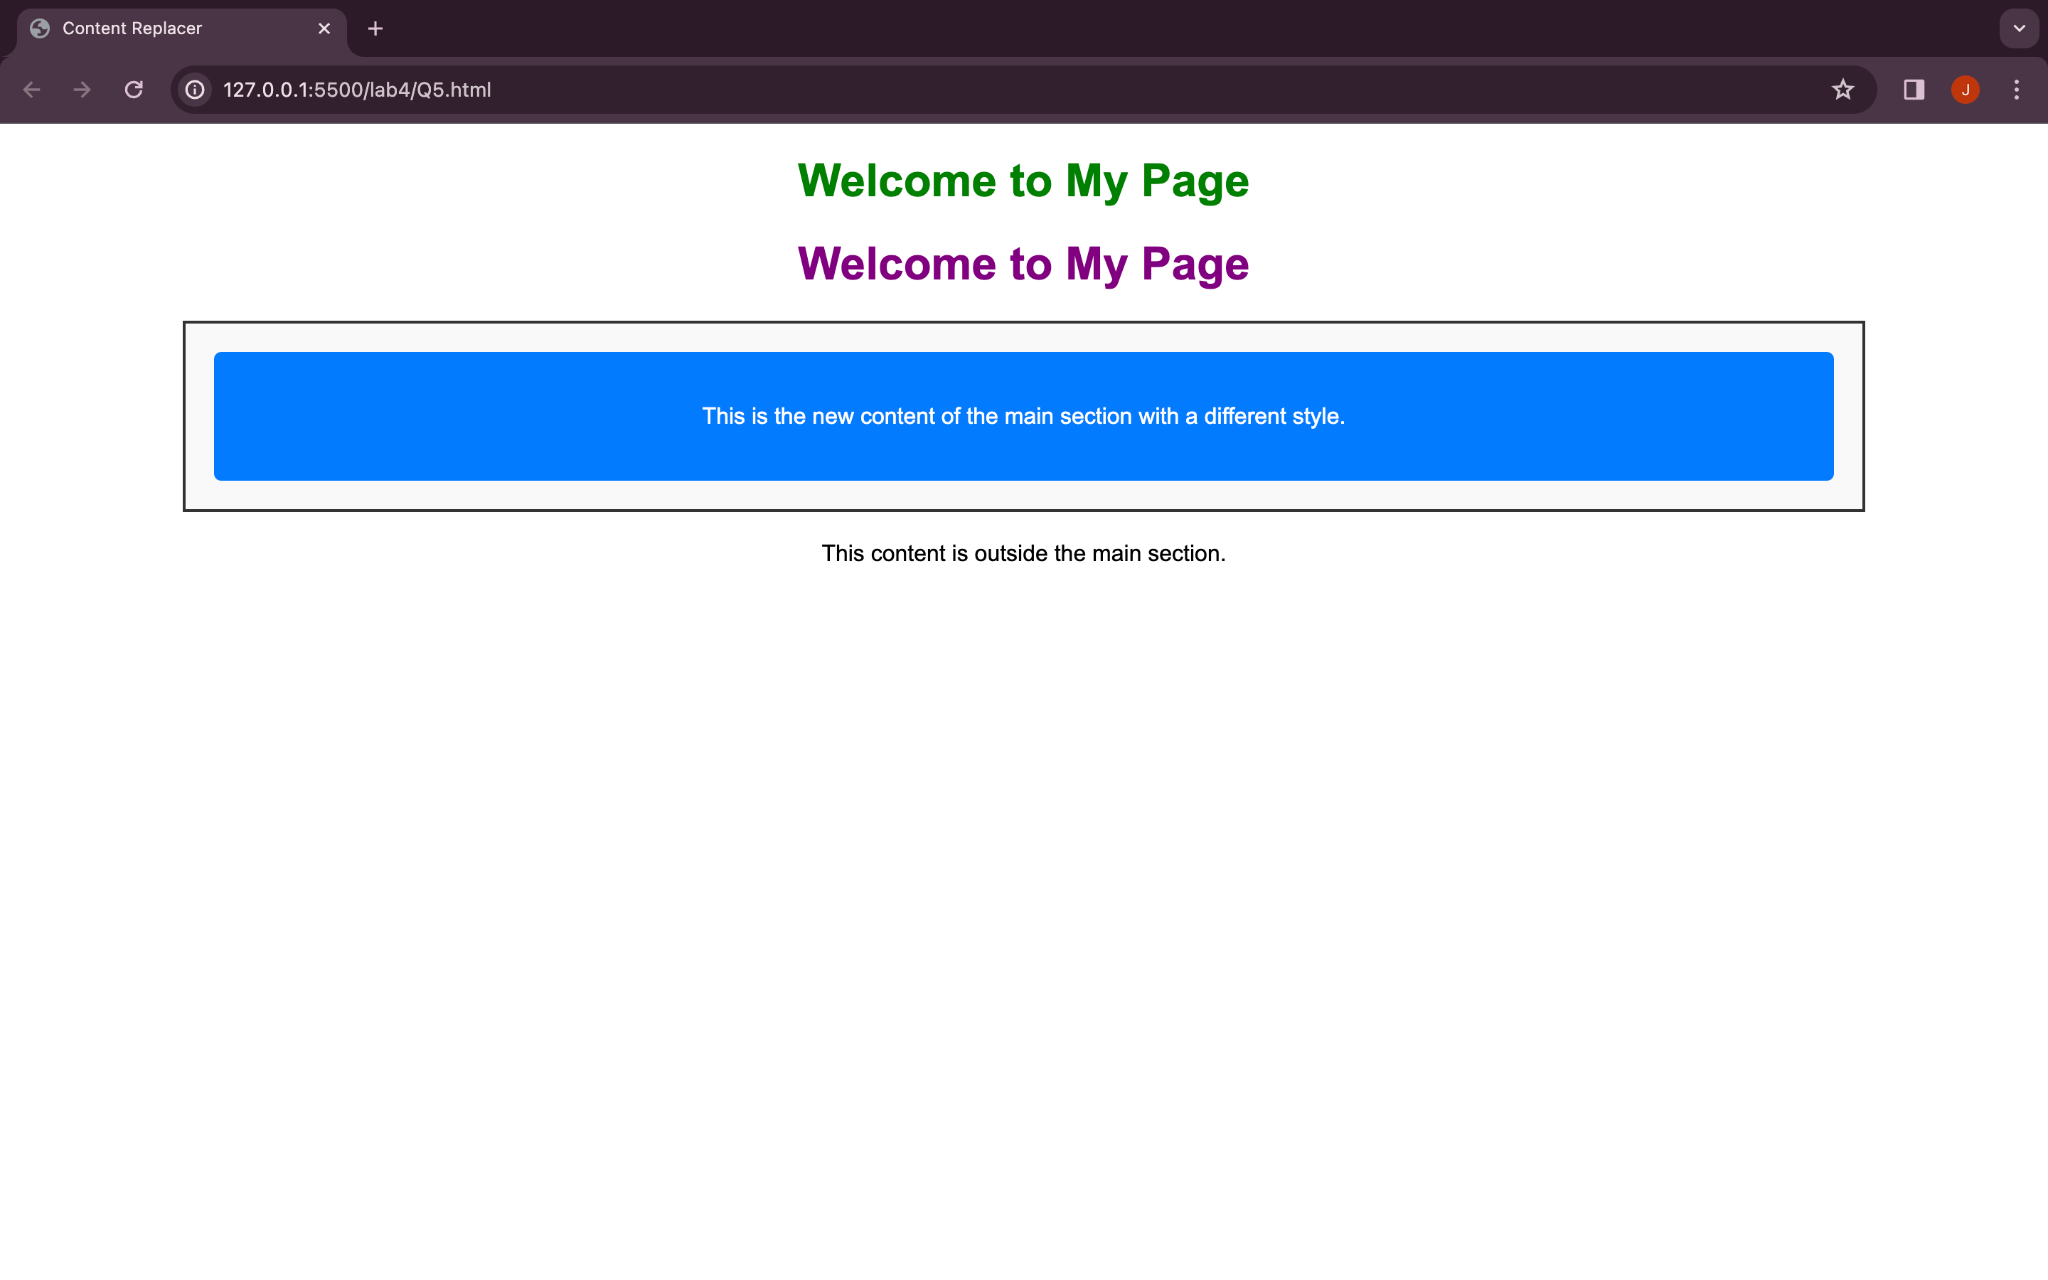 Content Replacer
127.0.0.1:5500/lab4/Q5.html
J
Welcome to My Page
Welcome to My Page
This is the new content of the main section with a different style.
This content is outside the main section.